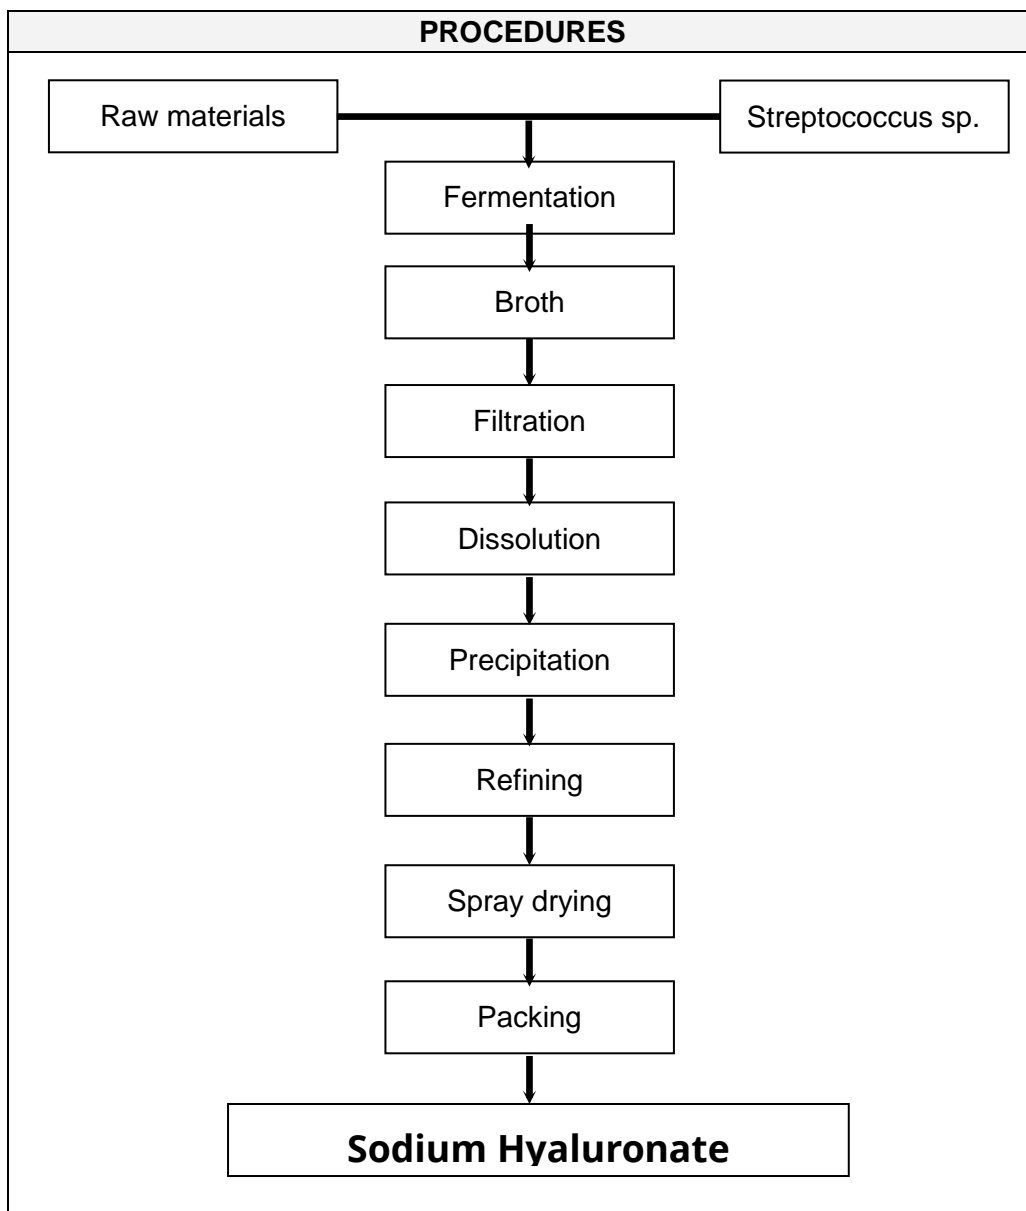 PROCEDURES
Raw materials
Streptococcus sp.
Fermentation
Broth
Filtration
Dissolution
Precipitation
Refining
Spray drying
Packing
Sodium Hyaluronate